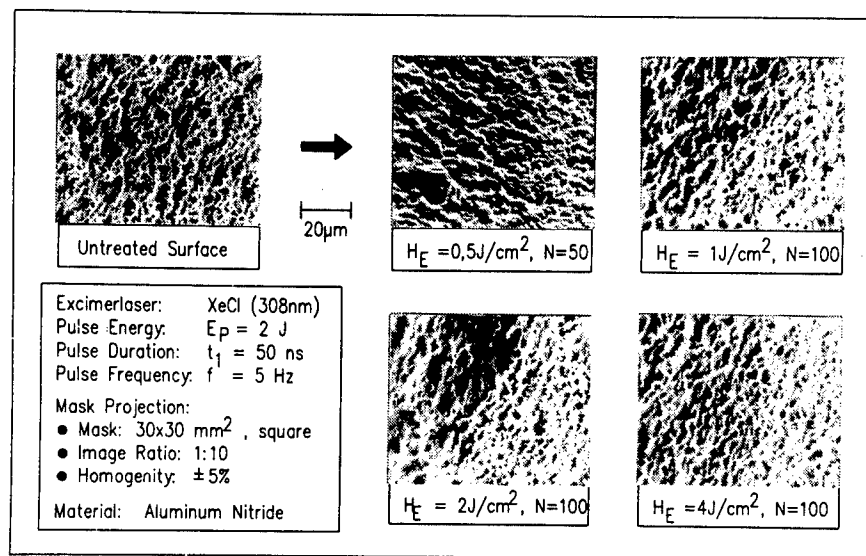 Untreated Surface
20μm
H_E =0,5J/cm², N=50
H_E = 1J/cm², N=100
Excimerlaser: XeCl (308nm)
Pulse Energy: E_P = 2 J
Pulse Duration: t_1 = 50 ns
Pulse Frequency: f = 5 Hz
Mask Projection:
● Mask: 30x30 mm² , square
● Image Ratio: 1:10
● Homogenity: ±5%
Material: Aluminum Nitride
H_E = 2J/cm², N=100
H_E =4J/cm², N=100